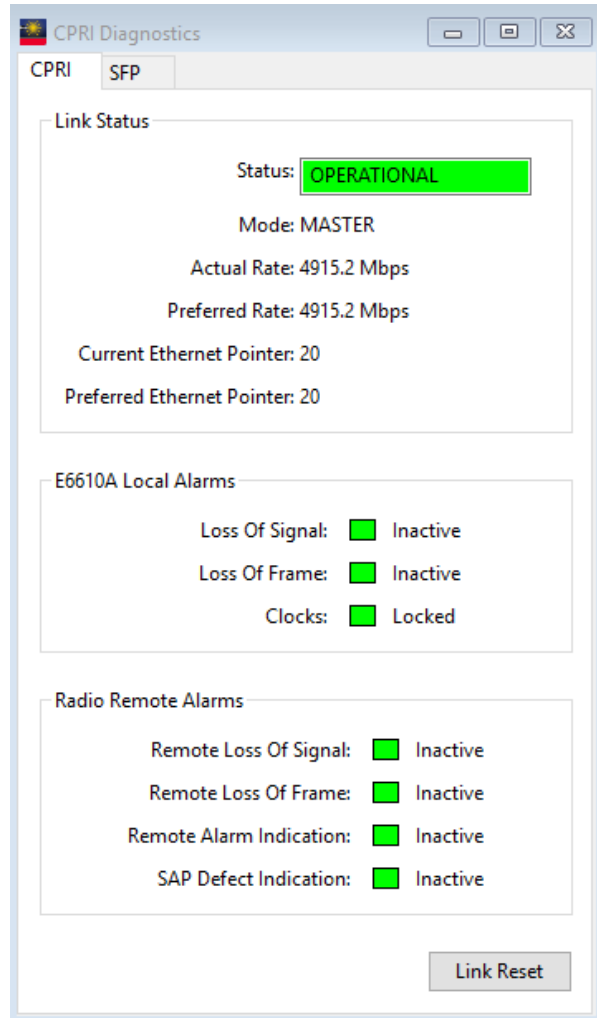 CPRI Diagnostics
CPRI SFP
Link Status
Status: OPERATIONAL
Mode: MASTER
Actual Rate: 4915.2 Mbps
Preferred Rate: 4915.2 Mbps
Current Ethernet Pointer: 20
Preferred Ethernet Pointer: 20
E6610A Local Alarms
Loss Of Signal: Inactive
Loss Of Frame: Inactive
Clocks: Locked
Radio Remote Alarms
Remote Loss Of Signal: Inactive
Remote Loss Of Frame: Inactive
Remote Alarm Indication: Inactive
SAP Defect Indication: Inactive
Link Reset